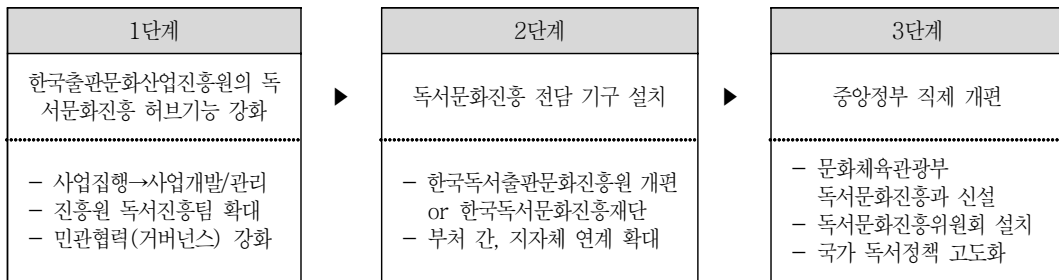 1단계
한국출판문화산업진흥원의 독
서문화진흥 허브기능 강화
- 사업집행→사업개발/관리
- 진흥원 독서진흥팀 확대
- 민관협력(거버넌스) 강화
▶
2단계
독서문화진흥 전담 기구 설치
- 한국독서출판문화진흥원 개편
or 한국독서문화진흥재단
- 부처 간, 지자체 연계 확대
▶
3단계
중앙정부 직제 개편
- 문화체육관광부
독서문화진흥과 신설
- 독서문화진흥위원회 설치
- 국가 독서정책 고도화